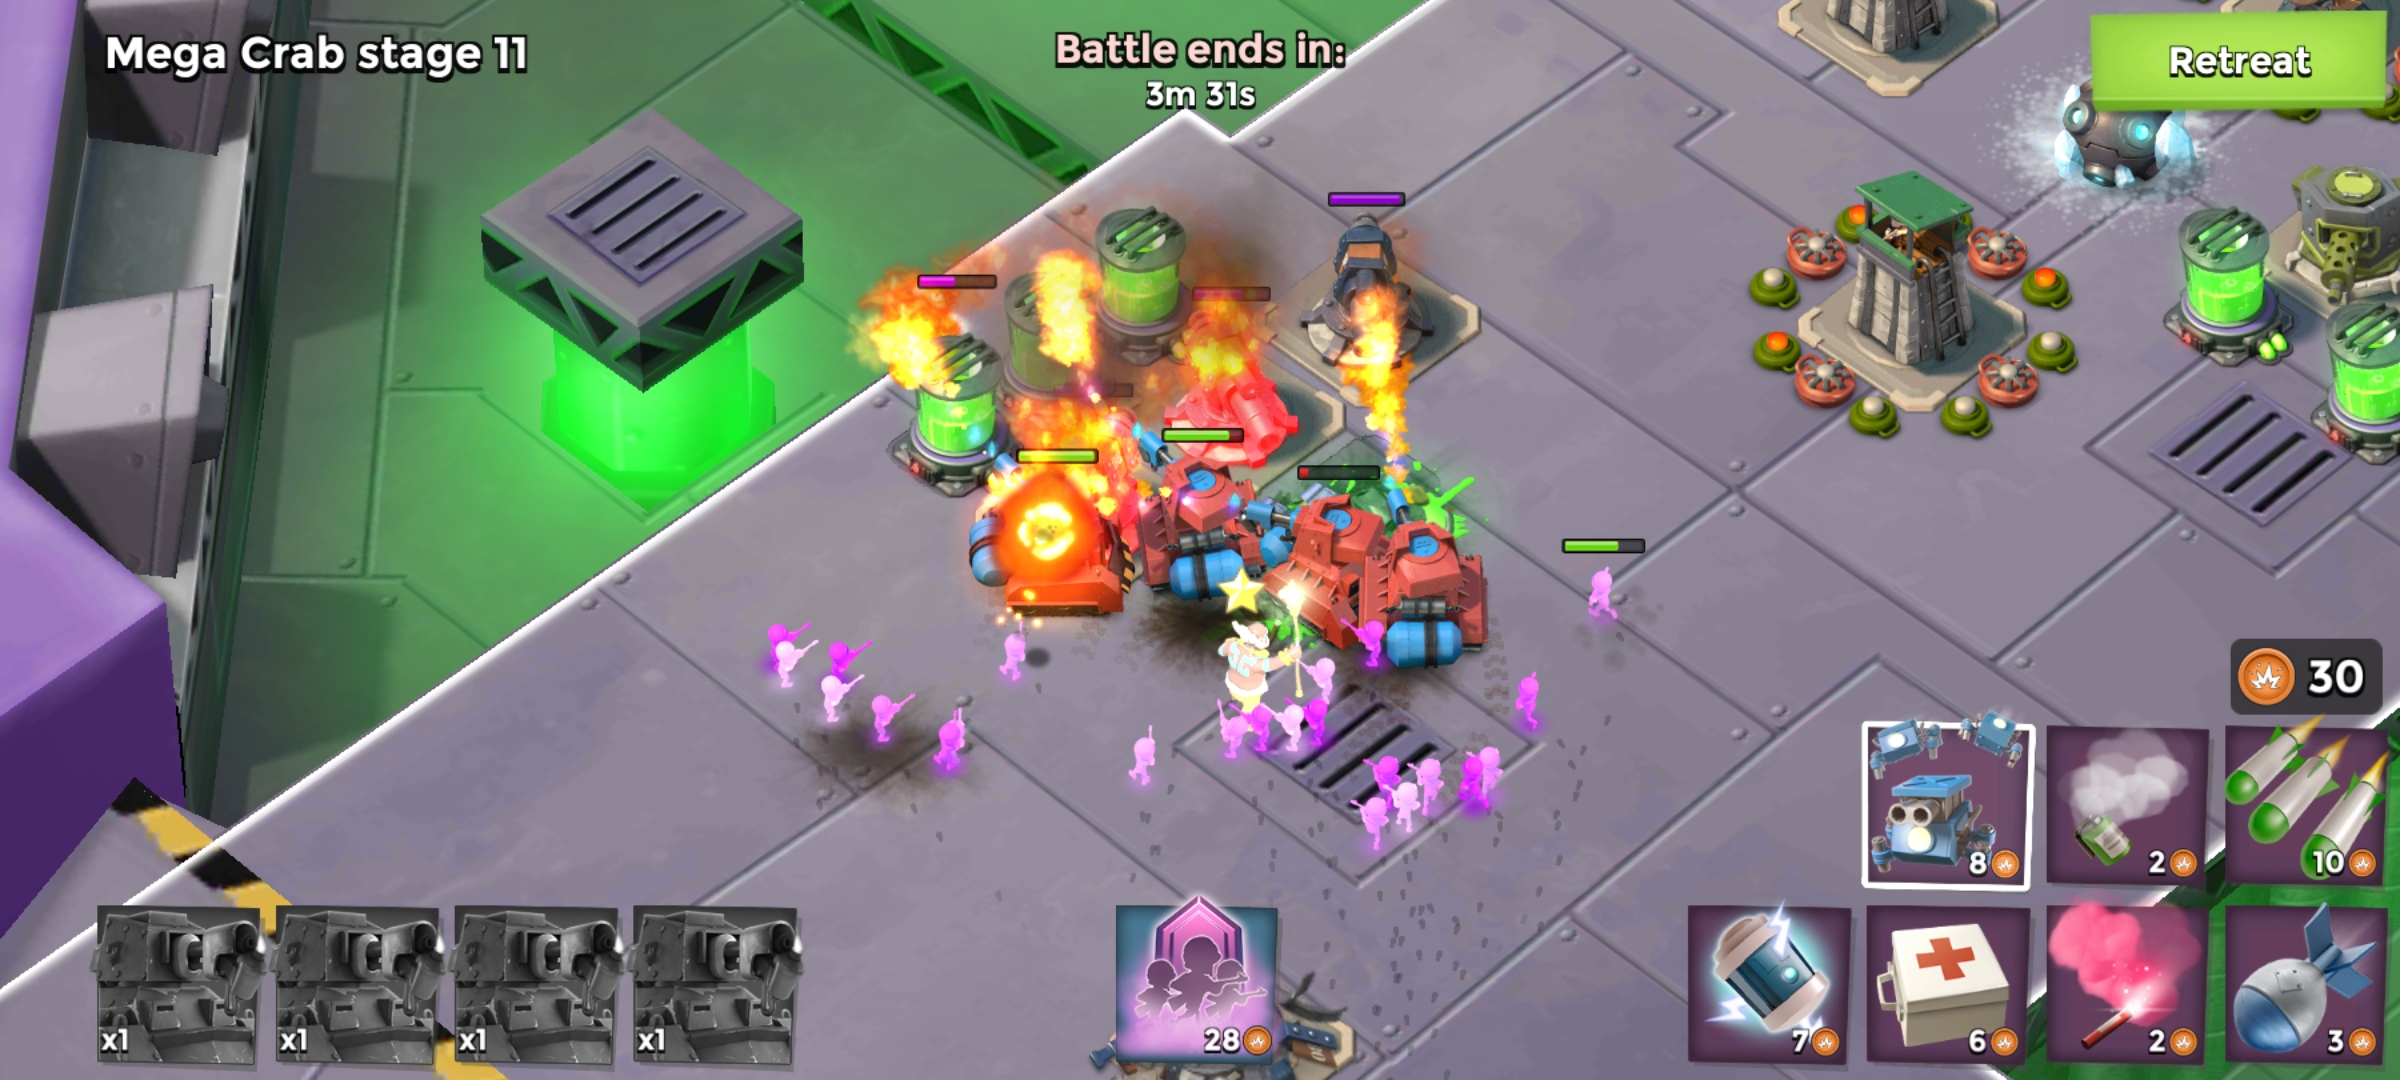 Mega Crab stage 11
Battle ends in:
3m 31s
Retreat
30
8
2
10
x1
x1
x1
x1
28
7
6
2
3